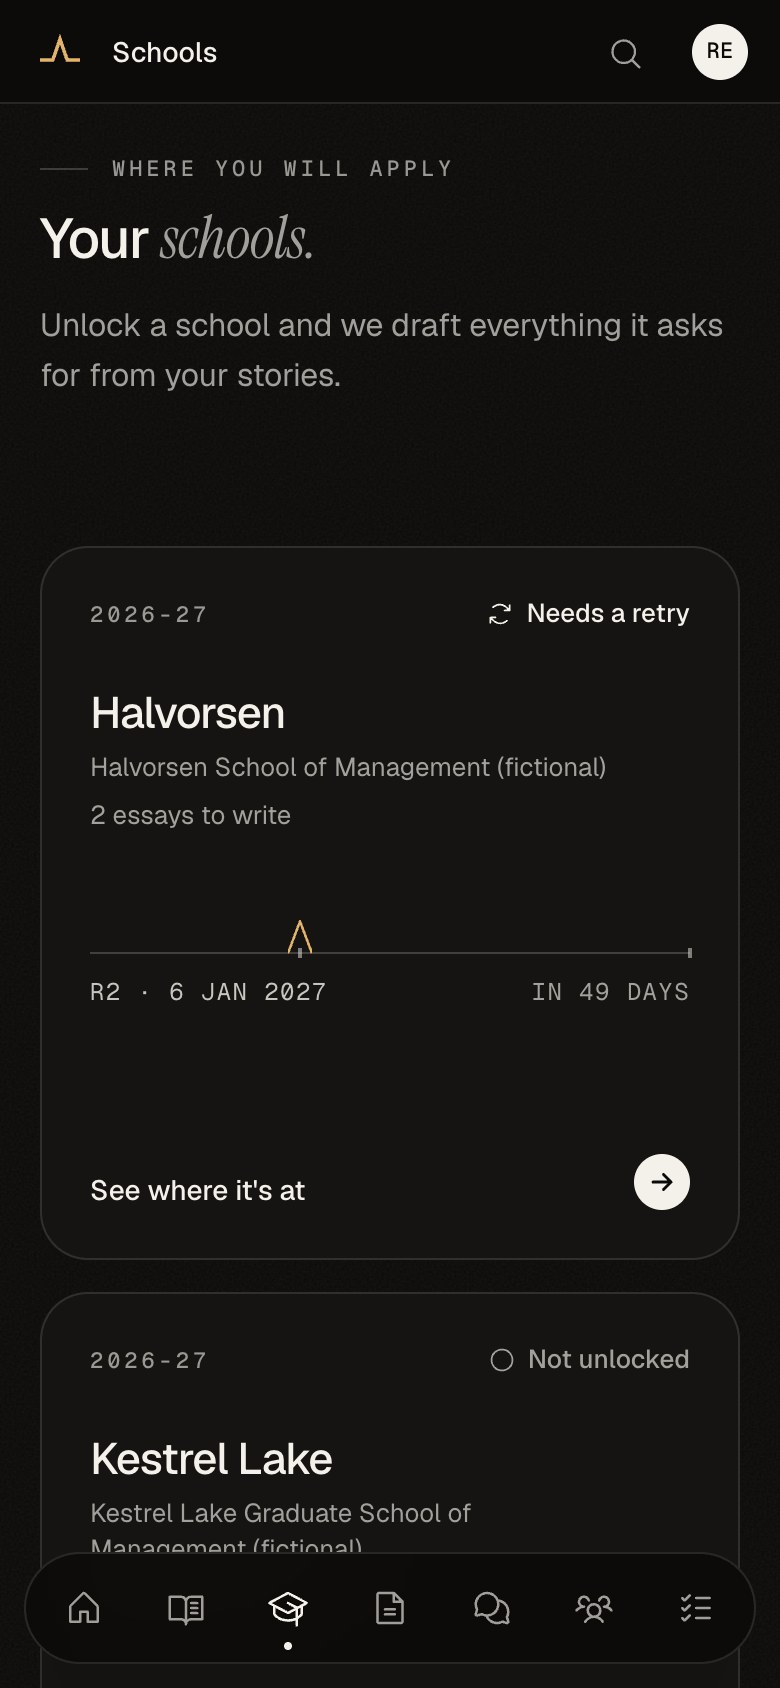 Schools
RE
WHERE YOU WILL APPLY
Your schools.
Unlock a school and we draft everything it asks
for from your stories.
2026-27
Needs a retry
Halvorsen
Halvorsen School of Management (fictional)
2 essays to write
R2 · 6 JAN 2027
IN 49 DAYS
See where it's at
2026-27
Not unlocked
Kestrel Lake
Kestrel Lake Graduate School of
Management (fictional)